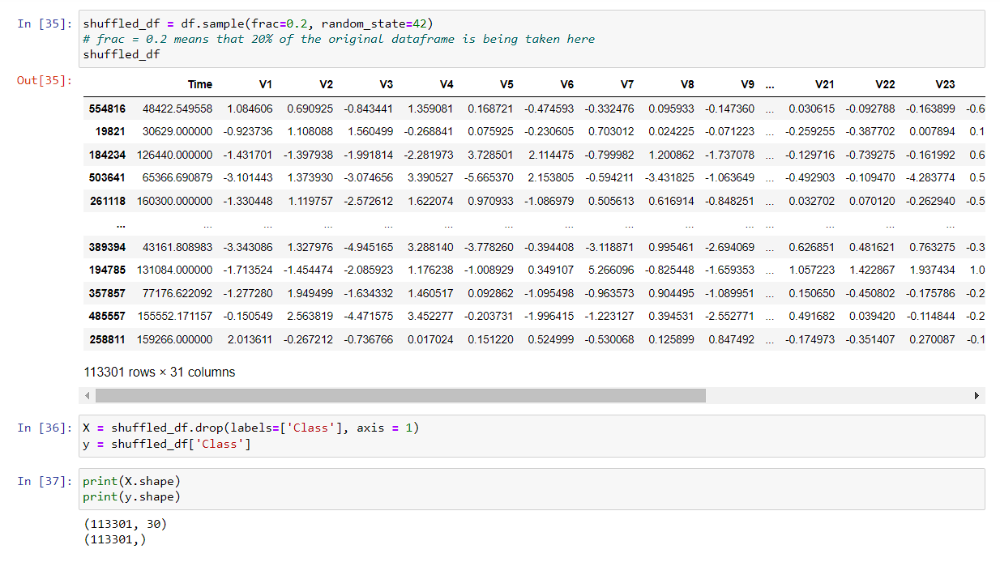 In [35]: shuffled_df = df.sample(frac=0.2, random_state=42)
# frac = 0.2 means that 20% of the original dataframe is being taken here
shuffled_df
Out[35]: Time V1 V2 V3 V4 V5 V6 V7 V8 V9 ... V21 V22 V23
554816 48422.549558 1.084606 0.690925 -0.843441 1.359081 0.168721 -0.474593 -0.332476 0.095933 -0.147360 ... 0.030615 -0.092788 -0.163899 -0.6
19821 30629.000000 -0.923736 1.108088 1.560499 -0.268841 0.075925 -0.230605 0.703012 0.024225 -0.071223 ... -0.259255 -0.387702 0.007894 0.1
184234 126440.000000 -1.431701 -1.397938 -1.991814 -2.281973 3.728501 2.114475 -0.799982 1.200862 -1.737078 ... -0.129716 -0.739275 -0.161992 0.6
503641 65366.690879 -3.101443 1.373930 -3.074656 3.390527 -5.665370 2.153805 -0.594211 -3.431825 -1.063649 ... -0.492903 -0.109470 -4.283774 0.5
261118 160300.000000 -1.330448 1.119757 -2.572612 1.622074 0.970933 -1.086979 0.505613 0.616914 -0.848251 ... 0.032702 0.070120 -0.262940 -0.5
... ... ... ... ... ... ... ... ... ... ... ... ... ... ...
389394 43161.808983 -3.343086 1.327976 -4.945165 3.288140 -3.778260 -0.394408 -3.118871 0.995461 -2.694069 ... 0.626851 0.481621 0.763275 -0.3
194785 131084.000000 -1.713524 -1.454474 -2.085923 1.176238 -1.008929 0.349107 5.266096 -0.825448 -1.659353 ... 1.057223 1.422867 1.937434 1.0
357857 77176.622092 -1.277280 1.949499 -1.634332 1.460517 0.092862 -1.095498 -0.963573 0.904495 -1.089951 ... 0.150650 -0.450802 -0.175786 -0.2
485557 155552.171157 -0.150549 2.563819 -4.471575 3.452277 -0.203731 -1.996415 -1.223127 0.394531 -2.552771 ... 0.491682 0.039420 -0.114844 -0.2
258811 159266.000000 2.013611 -0.267212 -0.736766 0.017024 0.151220 0.524999 -0.530068 0.125899 0.847492 ... -0.174973 -0.351407 0.270087 -0.1
113301 rows × 31 columns
In [36]: X = shuffled_df.drop(labels=['Class'], axis = 1)
y = shuffled_df['Class']
In [37]: print(X.shape)
print(y.shape)
(113301, 30)
(113301,)